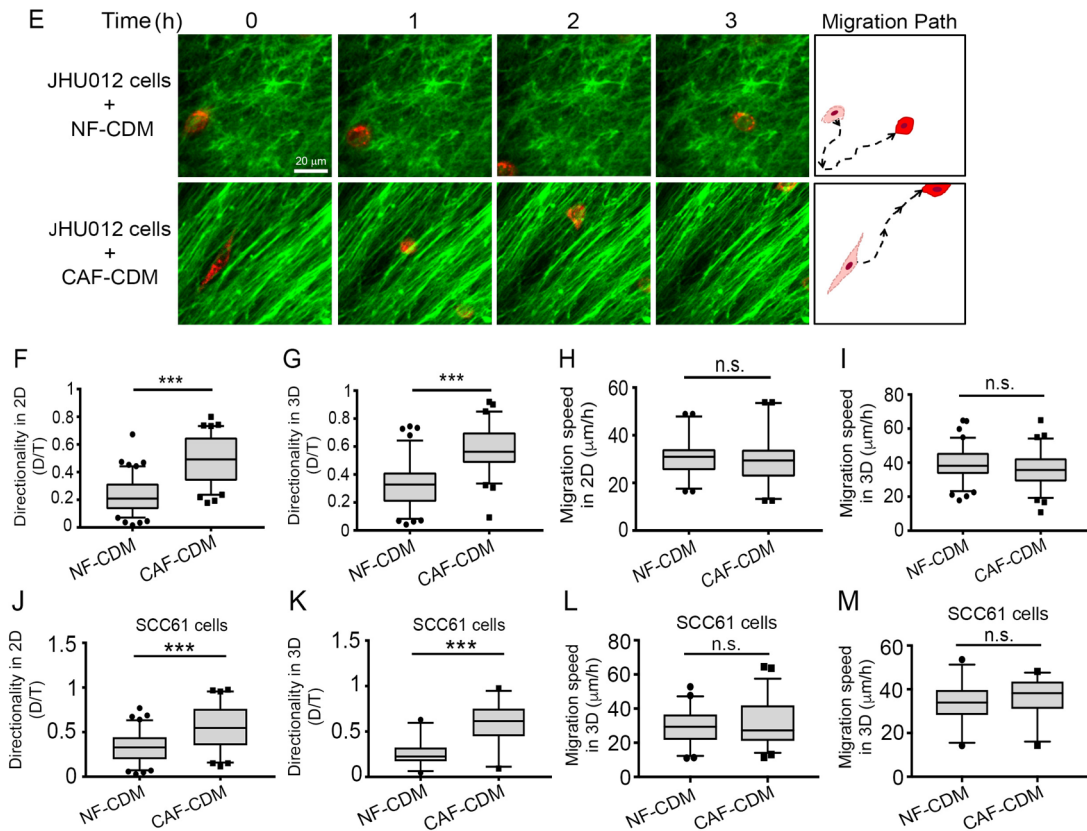 E Time (h) 0 1 2 3 Migration Path
JHU012 cells
+
NF-CDM
20 μm
JHU012 cells
+
CAF-CDM
F
Directionality in 2D
(D/T)
1
0.8
0.6
0.4
0.2
0
***
NF-CDM
CAF-CDM
G
Directionality in 3D
(D/T)
1
0.8
0.6
0.4
0.2
0
***
NF-CDM
CAF-CDM
H
Migration speed
in 2D (μm/h)
60
40
20
0
n.s.
NF-CDM
CAF-CDM
I
Migration speed
in 3D (μm/h)
80
60
40
20
0
n.s.
NF-CDM
CAF-CDM
J
SCC61 cells
Directionality in 2D
(D/T)
1.5
1
0.5
0
***
NF-CDM
CAF-CDM
K
SCC61 cells
Directionality in 3D
(D/T)
1.5
1
0.5
0
***
NF-CDM
CAF-CDM
L
SCC61 cells
Migration speed
in 3D (μm/h)
80
60
40
20
0
n.s.
NF-CDM
CAF-CDM
M
SCC61 cells
Migration speed
in 3D (μm/h)
60
40
20
0
n.s.
NF-CDM
CAF-CDM